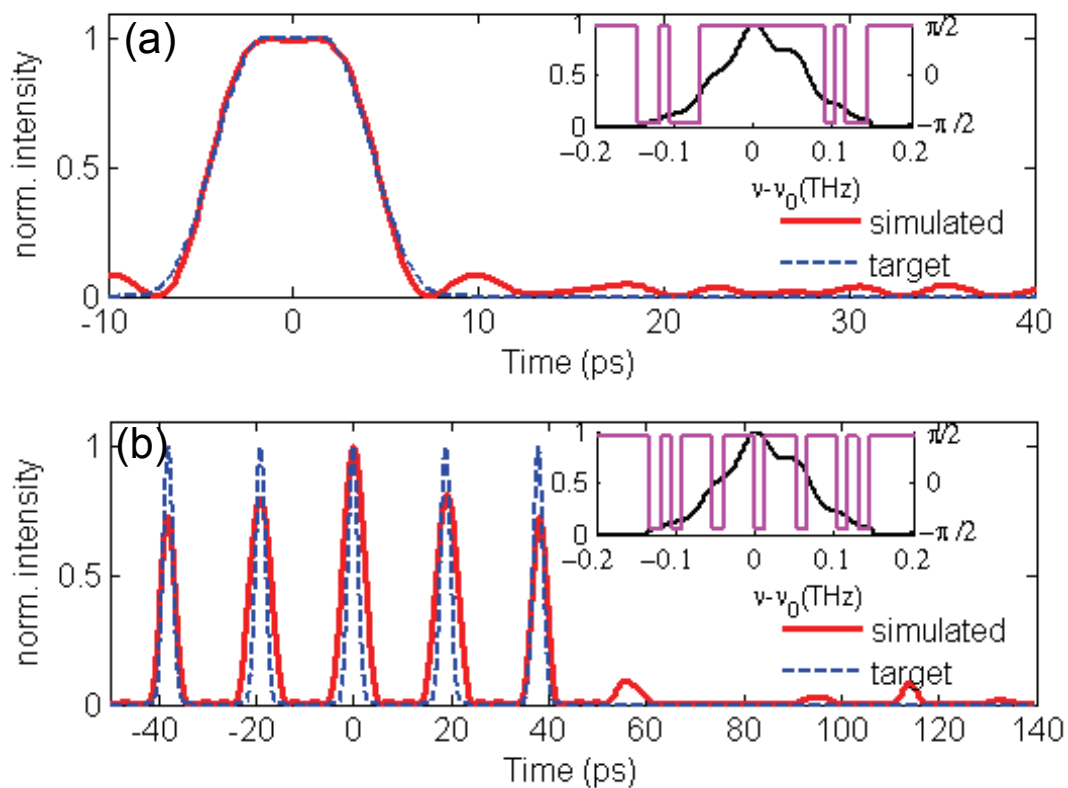 (a)
norm. intensity
1
0.5
0
-10 0 10 20 30 40
Time (ps)
1
0.5
0
π/2
0
−π/2
−0.2 −0.1 0 0.1 0.2
ν-ν0(THz)
simulated
target
(b)
norm. intensity
1
0.5
0
-40 -20 0 20 40 60 80 100 120 140
Time (ps)
1
0.5
0
π/2
0
−π/2
−0.2 −0.1 0 0.1 0.2
ν-ν0(THz)
simulated
target